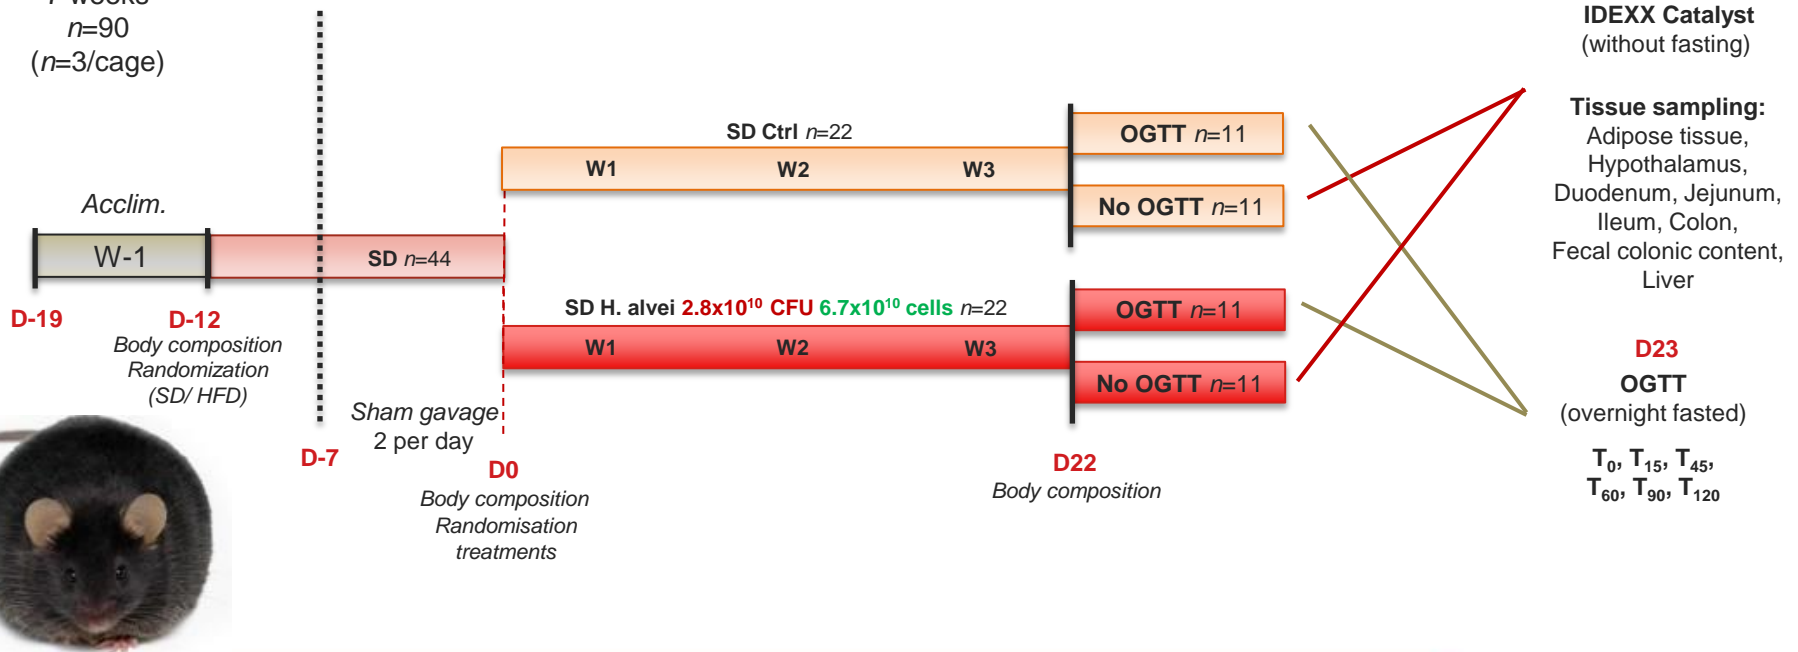 n=90
(n=3/cage)
Acclim.
W-1
SD n=44
D-19
D-12
Body composition
Randomization
(SD/ HFD)
D-7
Sham gavage
2 per day
D0
Body composition
Randomisation
treatments
SD Ctrl n=22
W1 W2 W3
SD H. alvei 2.8x10¹⁰ CFU 6.7x10¹⁰ cells n=22
W1 W2 W3
OGTT n=11
No OGTT n=11
OGTT n=11
No OGTT n=11
D22
Body composition
IDEXX Catalyst
(without fasting)
Tissue sampling:
Adipose tissue,
Hypothalamus,
Duodenum, Jejunum,
Ileum, Colon,
Fecal colonic content,
Liver
D23
OGTT
(overnight fasted)
T₀, T₁₅, T₄₅,
T₆₀, T₉₀, T₁₂₀